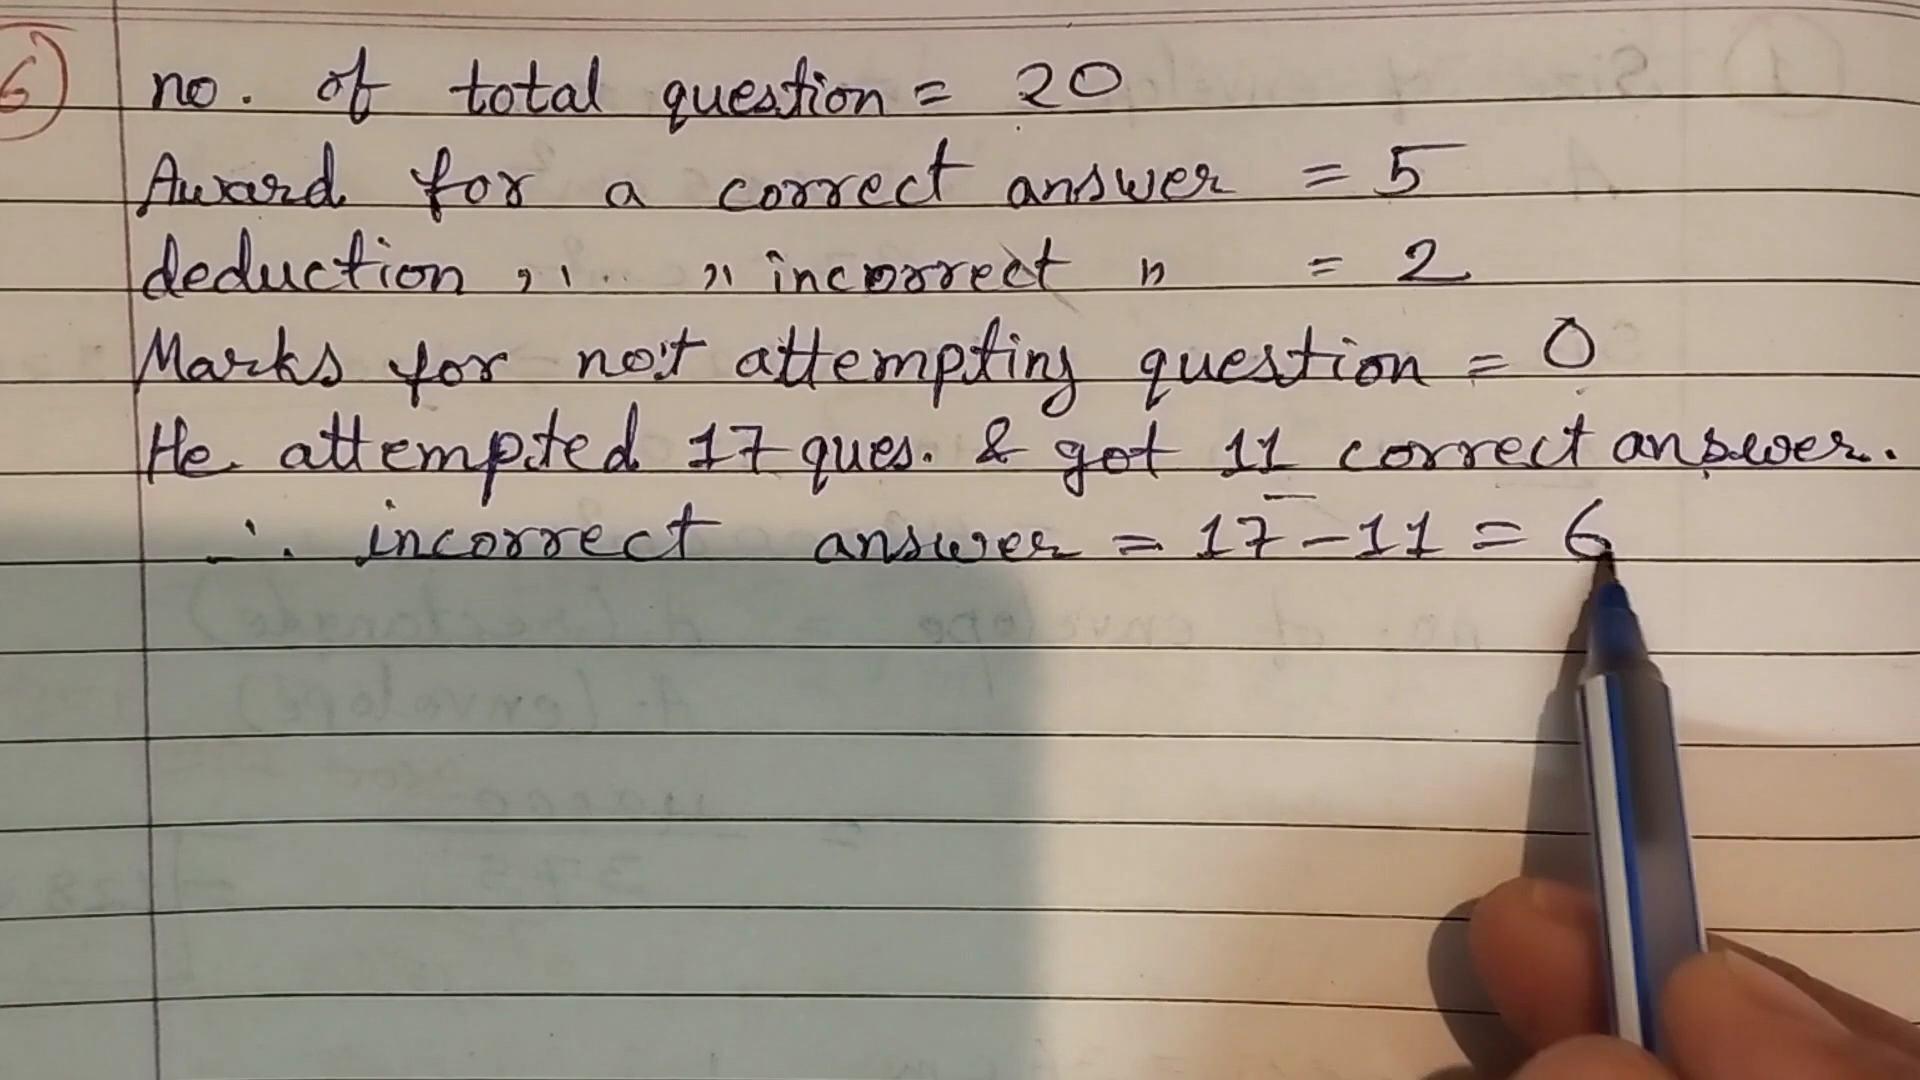 6 no. of total question = 20
Award for a correct answer = 5
deduction ,, .. ,, incorrect ,, = 2
Marks for not attempting question = 0
He attempted 17 ques. & got 11 correct answer.
∴ incorrect answer = 17 - 11 = 6